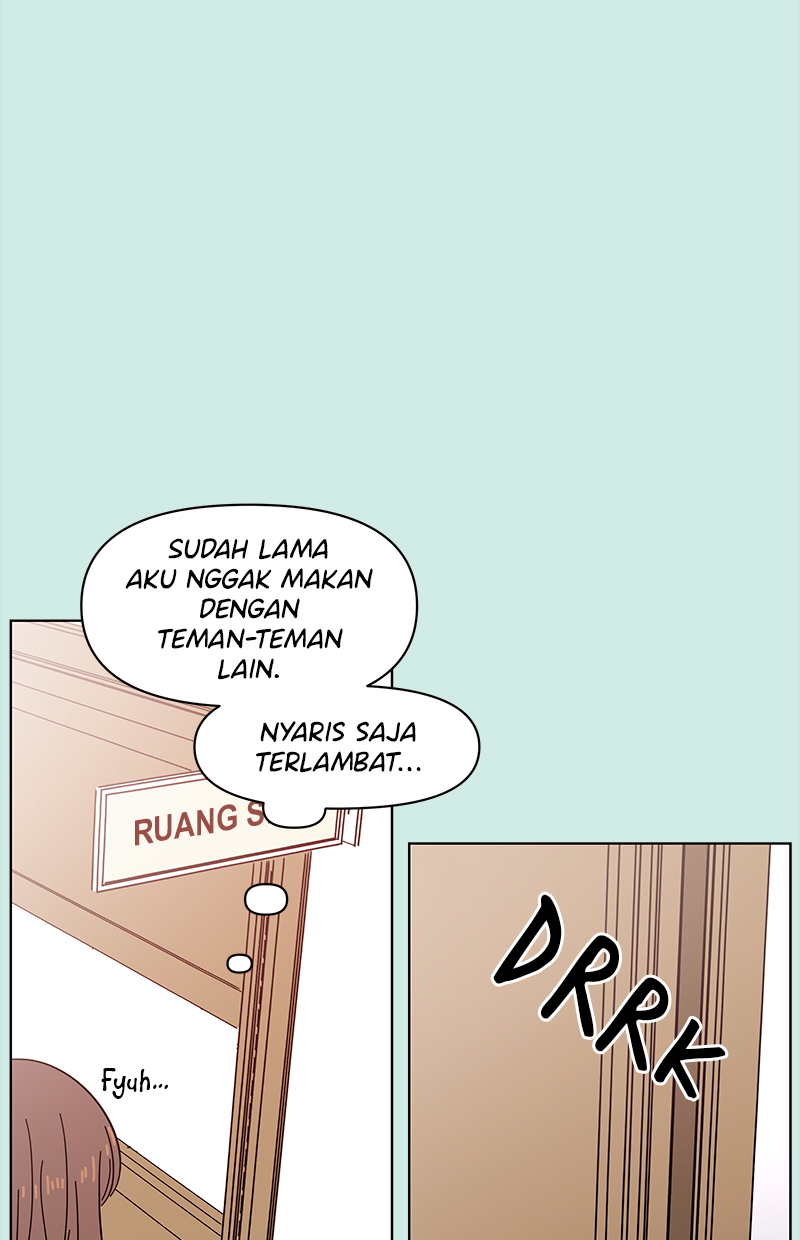 SUDAH LAMA
AKU NGGAK MAKAN
DENGAN
TEMAN-TEMAN
LAIN.
NYARIS SAJA
TERLAMBAT...
RUANG S
Fyuh...
DRRK